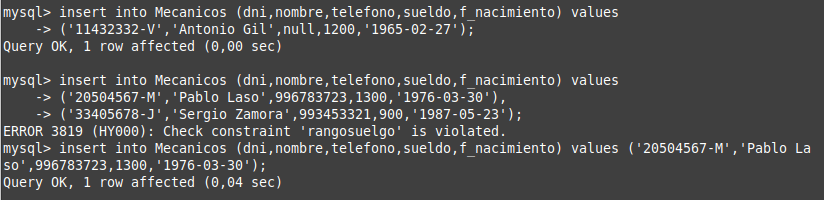 mysql> insert into Mecanicos (dni,nombre,telefono,sueldo,f_nacimiento) values
    -> ('11432332-V','Antonio Gil',null,1200,'1965-02-27');
Query OK, 1 row affected (0,00 sec)

mysql> insert into Mecanicos (dni,nombre,telefono,sueldo,f_nacimiento) values
    -> ('20504567-M','Pablo Laso',996783723,1300,'1976-03-30'),
    -> ('33405678-J','Sergio Zamora',993453321,900,'1987-05-23');
ERROR 3819 (HY000): Check constraint 'rangosuelgo' is violated.
mysql> insert into Mecanicos (dni,nombre,telefono,sueldo,f_nacimiento) values ('20504567-M','Pablo La
so',996783723,1300,'1976-03-30');
Query OK, 1 row affected (0,04 sec)